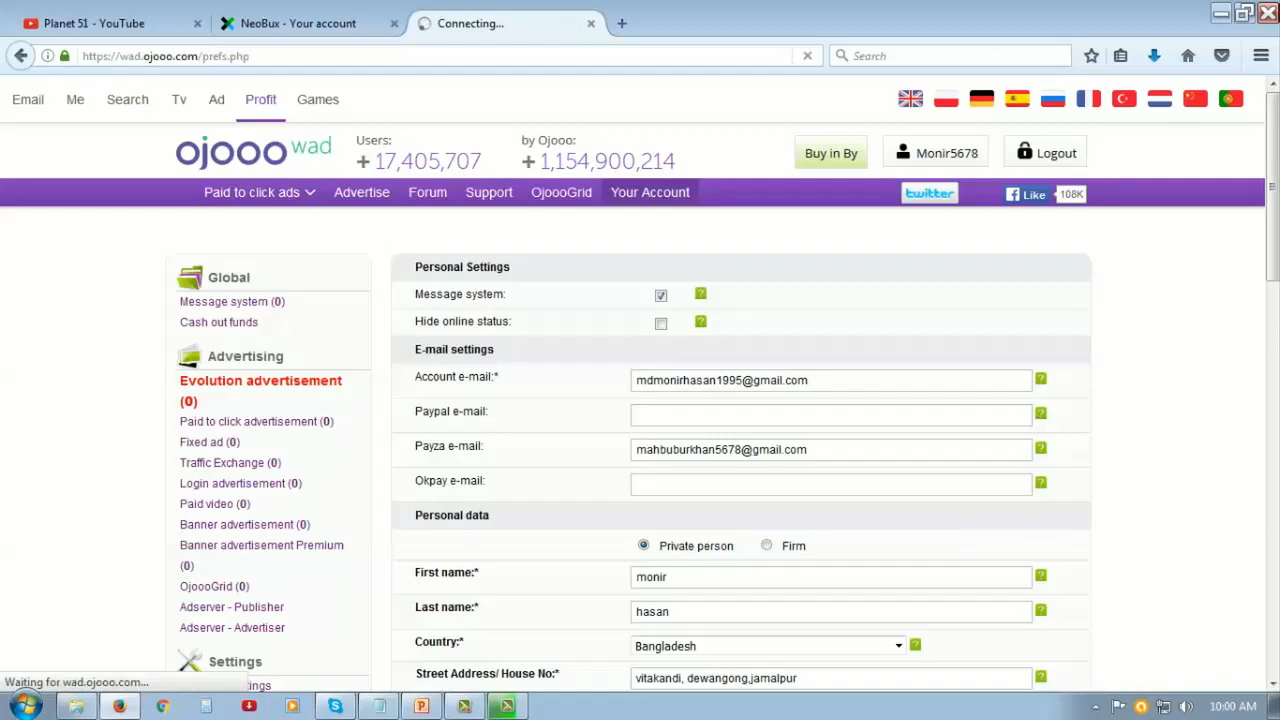 Planet 51 - YouTube
NeoBux - Your account
Connecting...
https://wad.ojooo.com/prefs.php
Search
Email Me Search Tv Ad Profit Games
ojooo wad
Users:
+ 17,405,707
by Ojooo:
+ 1,154,900,214
Buy in By
Monir5678
Logout
Paid to click ads Advertise Forum Support OjoooGrid Your Account
twitter
Like 108K
Global
Message system (0)
Cash out funds
Advertising
Evolution advertisement
(0)
Paid to click advertisement (0)
Fixed ad (0)
Traffic Exchange (0)
Login advertisement (0)
Paid video (0)
Banner advertisement (0)
Banner advertisement Premium
(0)
OjoooGrid (0)
Adserver - Publisher
Adserver - Advertiser
Settings
Personal Settings
Message system:
Hide online status:
E-mail settings
Account e-mail:* mdmonirhasan1995@gmail.com
Paypal e-mail:
Payza e-mail: mahbuburkhan5678@gmail.com
Okpay e-mail:
Personal data
Private person Firm
First name:* monir
Last name:* hasan
Country:* Bangladesh
Street Address/ House No:* vitakandi, dewangong,jamalpur
Waiting for wad.ojooo.com...
10:00 AM